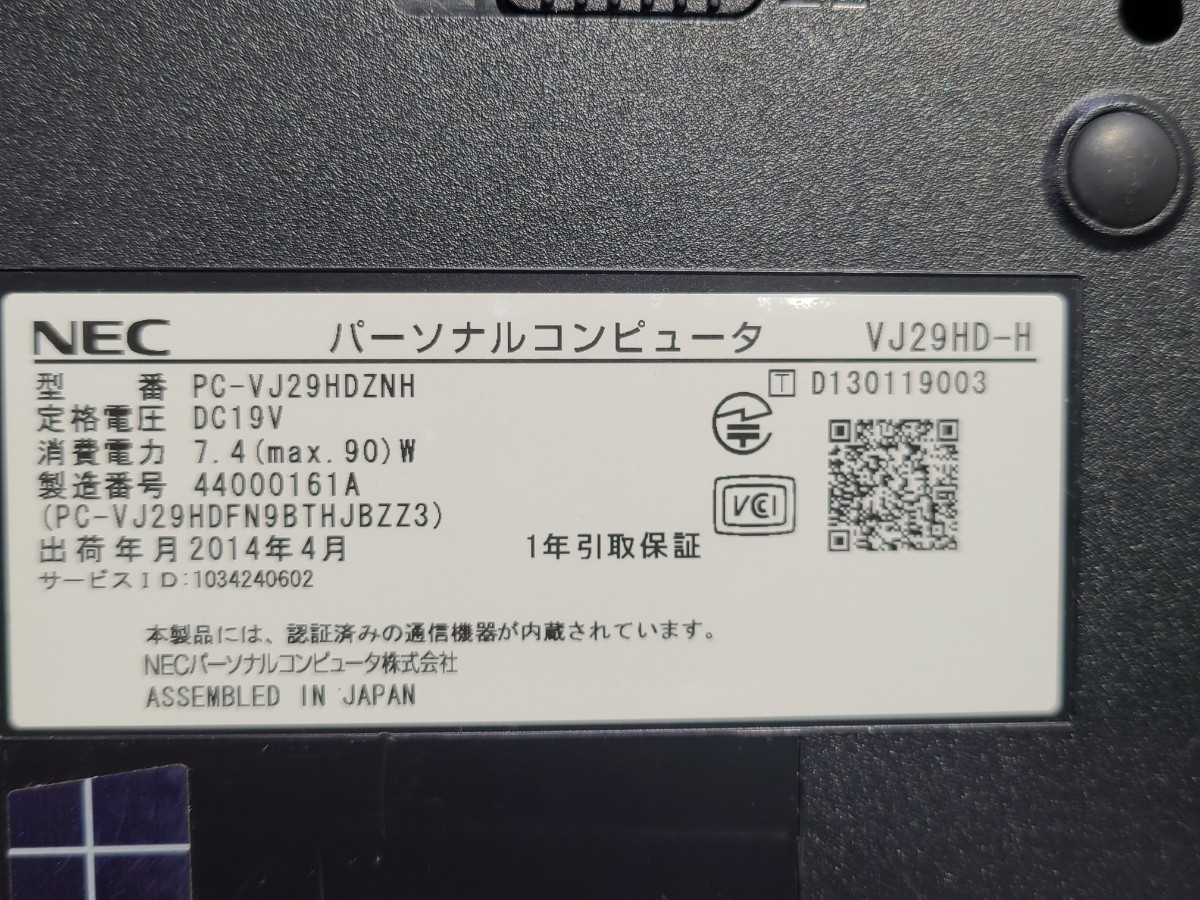 NEC パーソナルコンピュータ VJ29HD-H
型番 PC-VJ29HDZNH
T D130119003
定格電圧 DC19V
消費電力 7.4(max.90)W
製造番号 44000161A
(PC-VJ29HDFN9BTHJBZZ3)
VCI
出荷年月 2014年4月 1年引取保証
サービスID:1034240602
本製品には、認証済みの通信機器が内蔵されています。
NECパーソナルコンピュータ株式会社
ASSEMBLED IN JAPAN